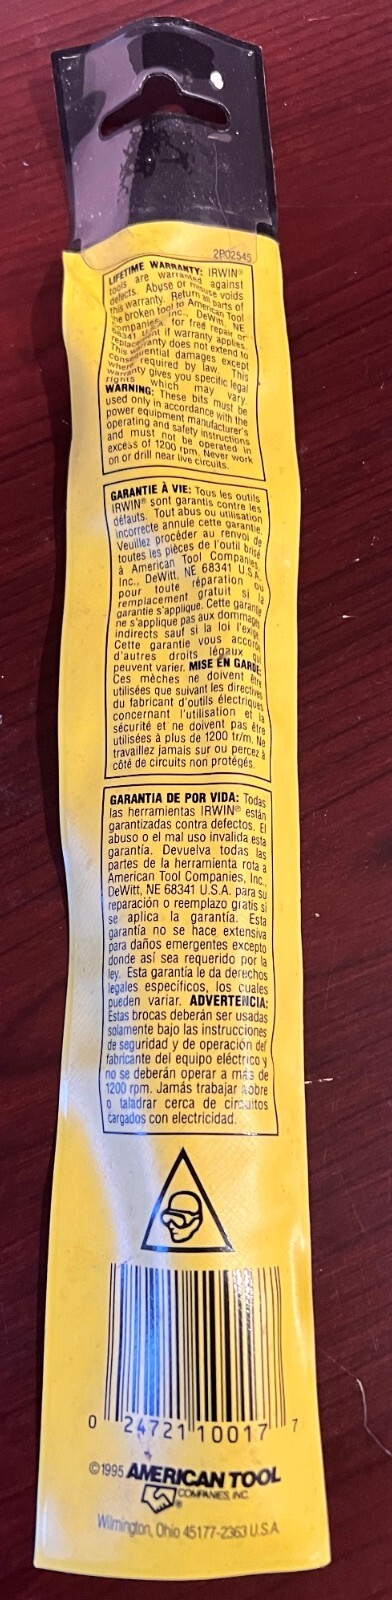 2P02545
LIFETIME WARRANTY: IRWIN®
tools are warranted against
defects. Abuse or misuse voids
this warranty. Return all parts of
the broken tool to American Tool
Companies, Inc., DeWitt, NE
68341 for free repair or
replacement if warranty applies.
This warranty does not extend to
consequential damages except
where required by law. This
warranty gives you specific legal
rights which may vary.
WARNING: These bits must be
used only in accordance with the
power equipment manufacturer's
operating and safety instructions
and must not be operated in
excess of 1200 rpm. Never work
on or drill near live circuits.
GARANTIE À VIE: Tous les outils
IRWIN® sont garantis contre les
défauts. Tout abus ou utilisation
incorrecte annule cette garantie.
Veuillez procéder au renvoi de
toutes les pièces de l'outil brisé
à American Tool Companies,
Inc., DeWitt, NE 68341 U.S.A.
pour toute réparation ou
remplacement gratuit si la
garantie s'applique. Cette garantie
ne s'applique pas aux dommages
indirects sauf si la loi l'exige.
Cette garantie vous accorde
d'autres droits légaux qui
peuvent varier. MISE EN GARDE:
Ces mèches ne doivent être
utilisées que suivant les directives
du fabricant d'outils électriques
concernant l'utilisation et la
sécurité et ne doivent pas être
utilisées à plus de 1200 tr/m. Ne
travaillez jamais sur ou percez à
côté de circuits non protégés.
GARANTIA DE POR VIDA: Todas
las herramientas IRWIN® están
garantizadas contra defectos. El
abuso o el mal uso invalida esta
garantía. Devuelva todas las
partes de la herramienta rota a
American Tool Companies, Inc.,
DeWitt, NE 68341 U.S.A. para su
reparación o reemplazo gratis si
se aplica la garantía. Esta
garantía no se hace extensiva
para daños emergentes excepto
donde así sea requerido por la
ley. Esta garantía le da derechos
legales específicos, los cuales
pueden variar. ADVERTENCIA:
Estas brocas deberán ser usadas
solamente bajo las instrucciones
de seguridad y de operación del
fabricante del equipo eléctrico y
no se deberán operar a más de
1200 rpm. Jamás trabajar sobre
o taladrar cerca de circuitos
cargados con electricidad.
0 24721 10017 7
©1995 AMERICAN TOOL
COMPANIES, INC.
®
Wilmington, Ohio 45177-2363 U.S.A.